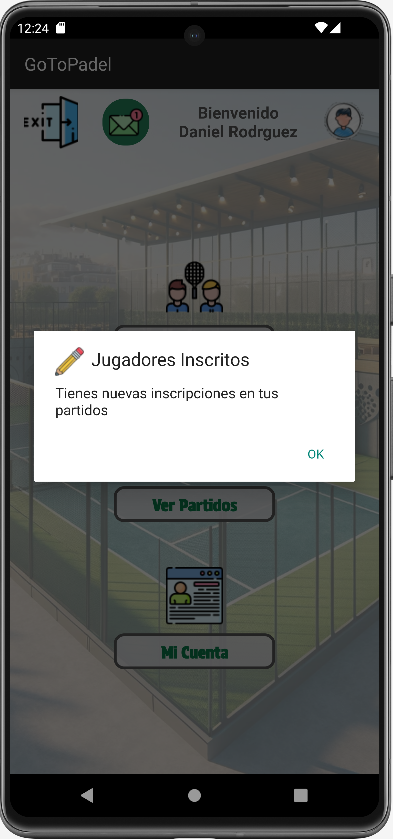 12:24
GoToPadel
EXIT
1
Bienvenido
Daniel Rodrguez
Jugadores Inscritos
Tienes nuevas inscripciones en tus
partidos
OK
Ver Partidos
Mi Cuenta